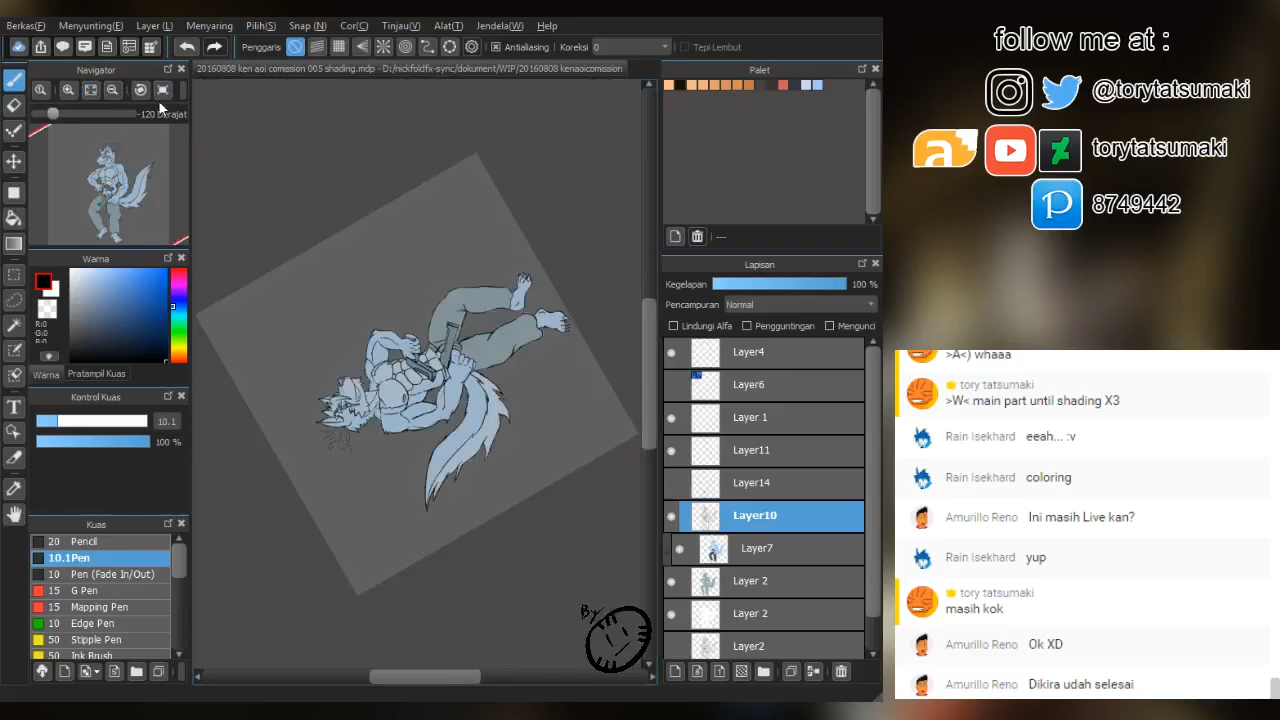 Berkas(F) Menyunting(E) Layer (L) Menyaring Pilih(S) Snap (N) Cor(C) Tinjau(V) Alat(T) Jendela(W) Help
Penggaris Antialiasing Koreksi 0 Tepi Lembut
Navigator
20160808 ken aoi comission 005 shading.mdp - D:/nickfoldfx-sync/dokument/WIP/20160808 kenaoicomission
-120 Derajat
Warna
R:0
G:0
Warna Pratampil Kuas
Kontrol Kuas
10.1
100 %
Kuas
20 Pencil
10.1 Pen
10 Pen (Fade In/Out)
15 G Pen
15 Mapping Pen
10 Edge Pen
50 Stipple Pen
50 Ink Brush
By
Palet
---
Lapisan
Kegelapan 100 %
Pencampuran Normal
Lindungi Alfa Pengguntingan Mengunci
Layer4
Layer6
Layer 1
Layer11
Layer14
Layer10
Layer7
Layer 2
Layer 2
Layer2
follow me at :
@torytatsumaki
torytatsumaki
8749442
>A<) whaaa
tory tatsumaki
>W< main part until shading X3
Rain Isekhard eeah... :v
Rain Isekhard coloring
Amurillo Reno Ini masih Live kan?
Rain Isekhard yup
tory tatsumaki
masih kok
Amurillo Reno Ok XD
Amurillo Reno Dikira udah selesai